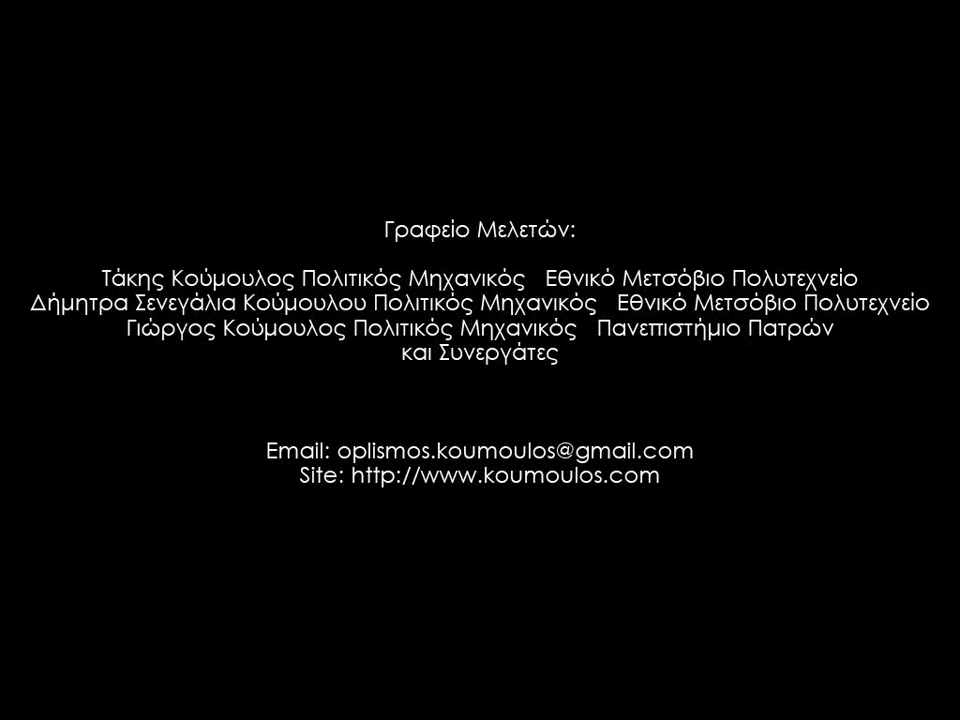 Γραφείο Μελετών:
Τάκης Κούμουλος Πολιτικός Μηχανικός Εθνικό Μετσόβιο Πολυτεχνείο
Δήμητρα Σενεγάλια Κούμουλου Πολιτικός Μηχανικός Εθνικό Μετσόβιο Πολυτεχνείο
Γιώργος Κούμουλος Πολιτικός Μηχανικός Πανεπιστήμιο Πατρών
και Συνεργάτες
Email: oplismos.koumoulos@gmail.com
Site: http://www.koumoulos.com